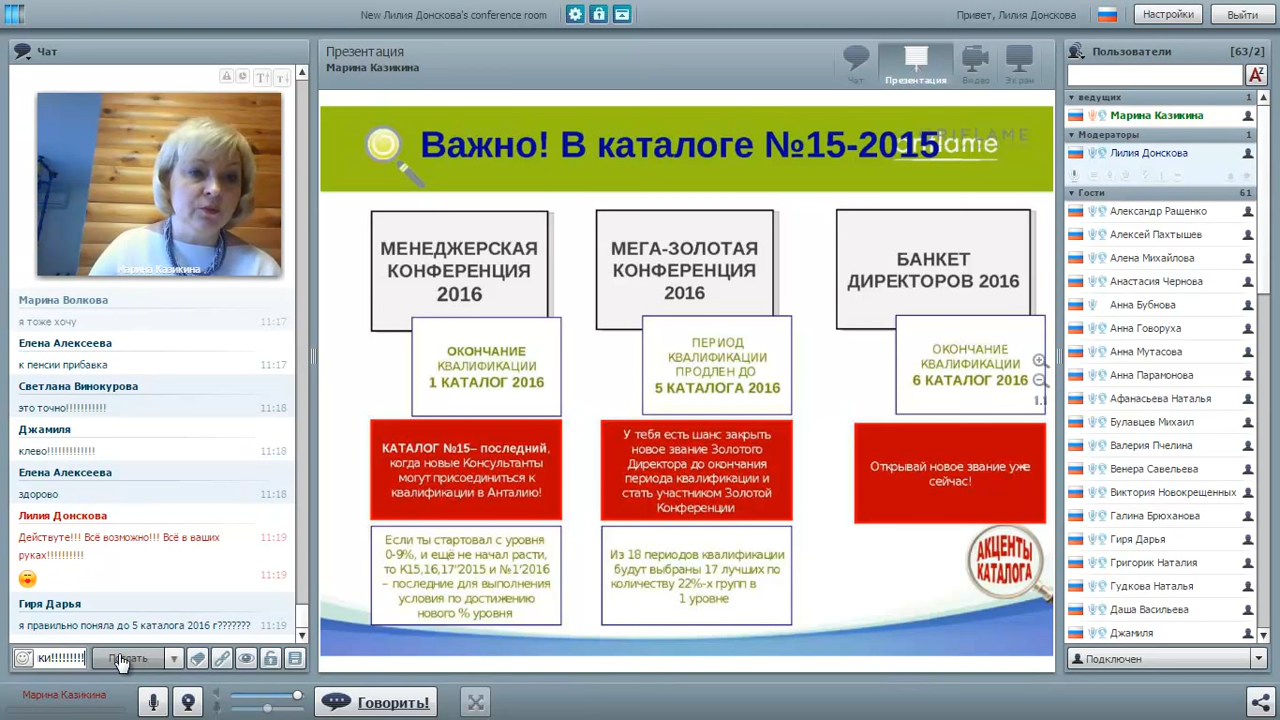 New Лилия Донскова's conference room
Привет, Лилия Донскова
Настройки
Выйти
Чат
T↑
T↓
Марина Казикина
Марина Волкова
я тоже хочу 11:17
Елена Алексеева
к пенсии прибавка 11:17
Светлана Винокурова
это точно!!!!!!!!!!! 11:18
Джамиля
клево!!!!!!!!!!!!! 11:18
Елена Алексеева
здорово 11:18
Лилия Донскова
Действуте!!! Всё возможно!!! Всё в ваших 11:19
руках!!!!!!!!!!
11:19
Гиря Дарья
я правильно поняла до 5 каталога 2016 г??????? 11:19
ки!!!!!!!!!
Марина Казикина
Говорить!
Презентация
Марина Казикина
Чат
Презентация
Видео
Экран
Важно! В каталоге №15-2015
МЕНЕДЖЕРСКАЯ
КОНФЕРЕНЦИЯ
2016
ОКОНЧАНИЕ
КВАЛИФИКАЦИИ
1 КАТАЛОГ 2016
КАТАЛОГ №15– последний,
когда новые Консультанты
могут присоединиться к
квалификации в Анталию!
Если ты стартовал с уровня
0-9%, и ещё не начал расти,
то К15,16,17'2015 и №1'2016
– последние для выполнения
условия по достижению
нового % уровня
МЕГА-ЗОЛОТАЯ
КОНФЕРЕНЦИЯ
2016
ПЕРИОД
КВАЛИФИКАЦИИ
ПРОДЛЕН ДО
5 КАТАЛОГА 2016
У тебя есть шанс закрыть
новое звание Золотого
Директора до окончания
периода квалификации и
стать участником Золотой
Конференции
Из 18 периодов квалификации
будут выбраны 17 лучших по
количеству 22%-х групп в
1 уровне
БАНКЕТ
ДИРЕКТОРОВ 2016
ОКОНЧАНИЕ
КВАЛИФИКАЦИИ
6 КАТАЛОГ 2016
1:1
Открывай новое звание уже
сейчас!
АКЦЕНТЫ
КАТАЛОГА
Пользователи [63/2]
ведущих 1
Марина Казикина
Модераторы 1
Лилия Донскова
Гости 61
Александр Ращенко
Алексей Пахтышев
Алена Михайлова
Анастасия Чернова
Анна Бубнова
Анна Говоруха
Анна Мутасова
Анна Парамонова
Афанасьева Наталья
Булавцев Михаил
Валерия Пчелина
Венера Савельева
Виктория Новокрещенных
Галина Брюханова
Гиря Дарья
Григорик Наталия
Гудкова Наталья
Даша Васильева
Джамиля
Подключен